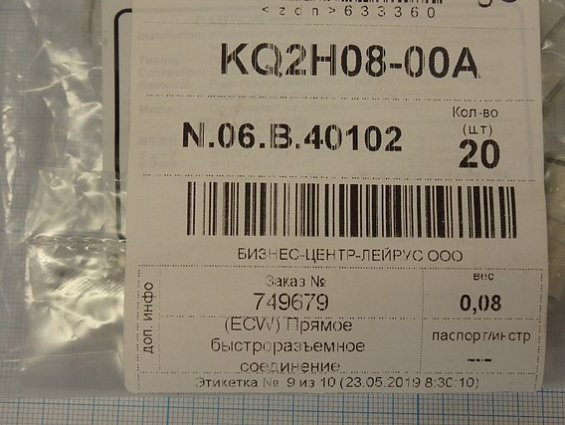 <zdn>633360
KQ2H08-00A
N.06.B.40102
Кол-во
(шт)
20
БИЗНЕС-ЦЕНТР-ЛЕЙРУС ООО
доп. инфо
Заказ №
749679
вес
0,08
(ECW) Прямое
быстроразъемное
соединение
паспорт/инстр
---
Этикетка № 9 из 10 (23.05.2019 8:30:10)